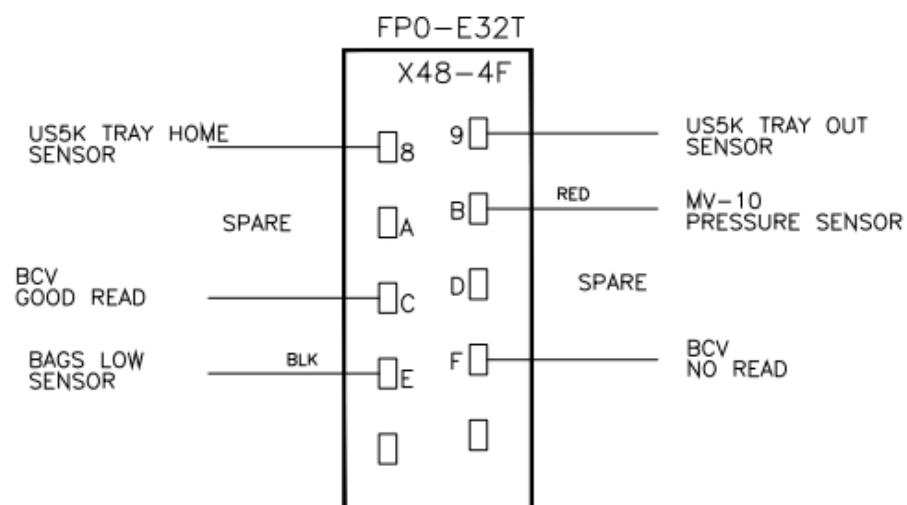 FP0-E32T
X48-4F
US5K TRAY HOME
SENSOR
8
9
US5K TRAY OUT
SENSOR
SPARE
A
B
RED
MV-10
PRESSURE SENSOR
BCV
GOOD READ
C
D
SPARE
BAGS LOW
SENSOR
BLK
E
F
BCV
NO READ